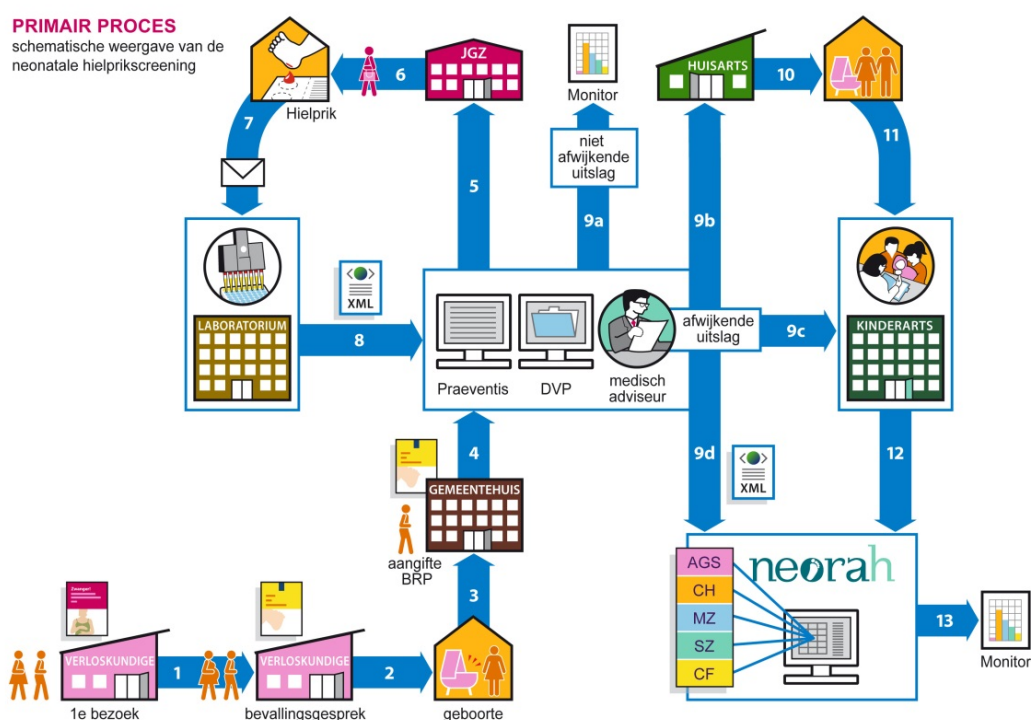 PRIMAIR PROCES
schematische weergave van de
neonatale hielprikscreening
Hielprik
6
JGZ
Monitor
HUISARTS
10
7
niet
afwijkende
uitslag
11
5
9a
9b
LABORATORIUM
XML
8
Praeventis
DVP
medisch
adviseur
afwijkende
uitslag
9c
KINDERARTS
4
9d
XML
12
GEMEENTEHUIS
aangifte
BRP
3
AGS
CH
MZ
SZ
CF
neorah
13
Monitor
Zwanger!
VERLOSKUNDIGE
1
VERLOSKUNDIGE
2
1e bezoek
bevallingsgesprek
geboorte